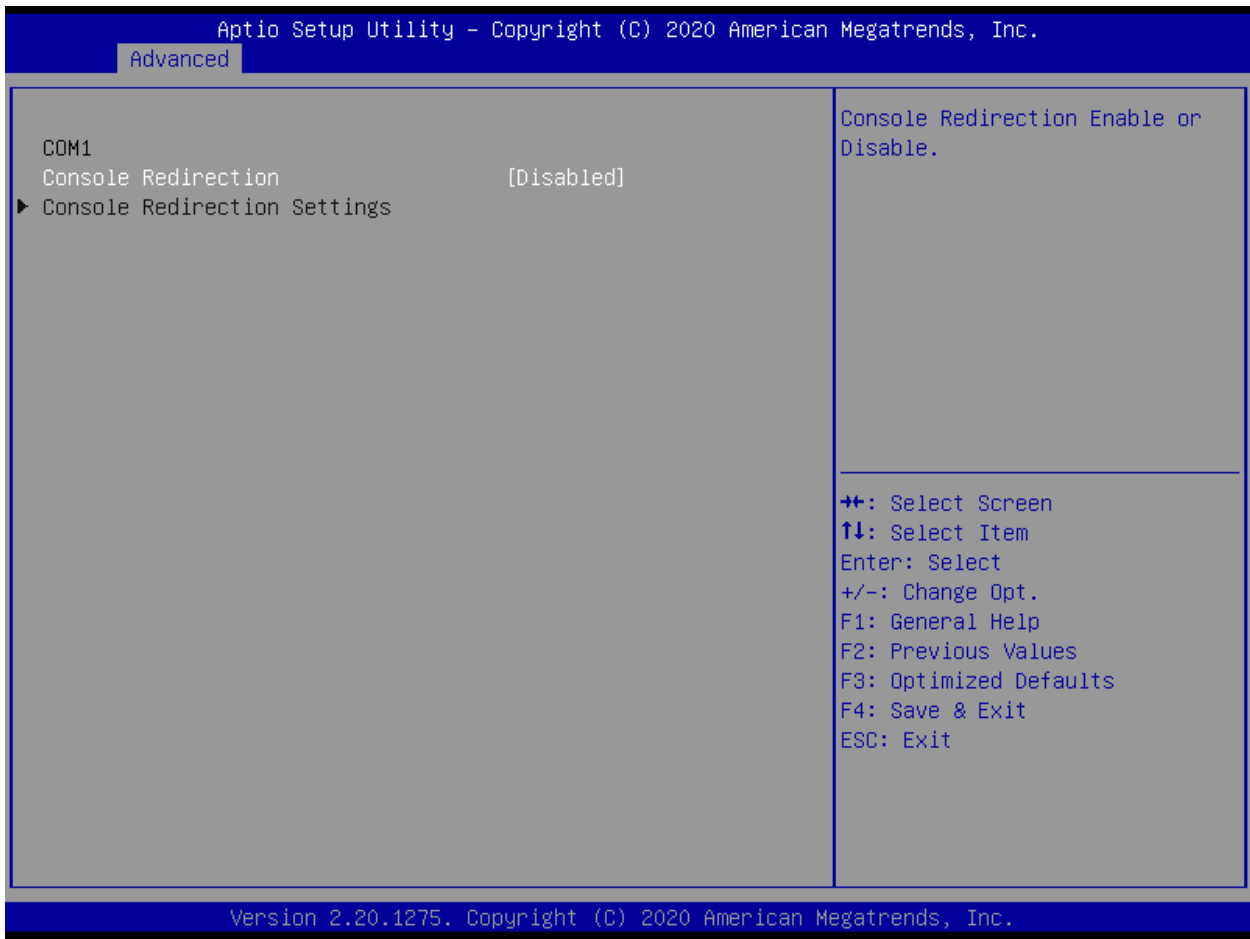 Aptio Setup Utility – Copyright (C) 2020 American Megatrends, Inc.
Advanced
COM1
Console Redirection [Disabled]
► Console Redirection Settings
Console Redirection Enable or
Disable.
→←: Select Screen
↑↓: Select Item
Enter: Select
+/-: Change Opt.
F1: General Help
F2: Previous Values
F3: Optimized Defaults
F4: Save & Exit
ESC: Exit
Version 2.20.1275. Copyright (C) 2020 American Megatrends, Inc.